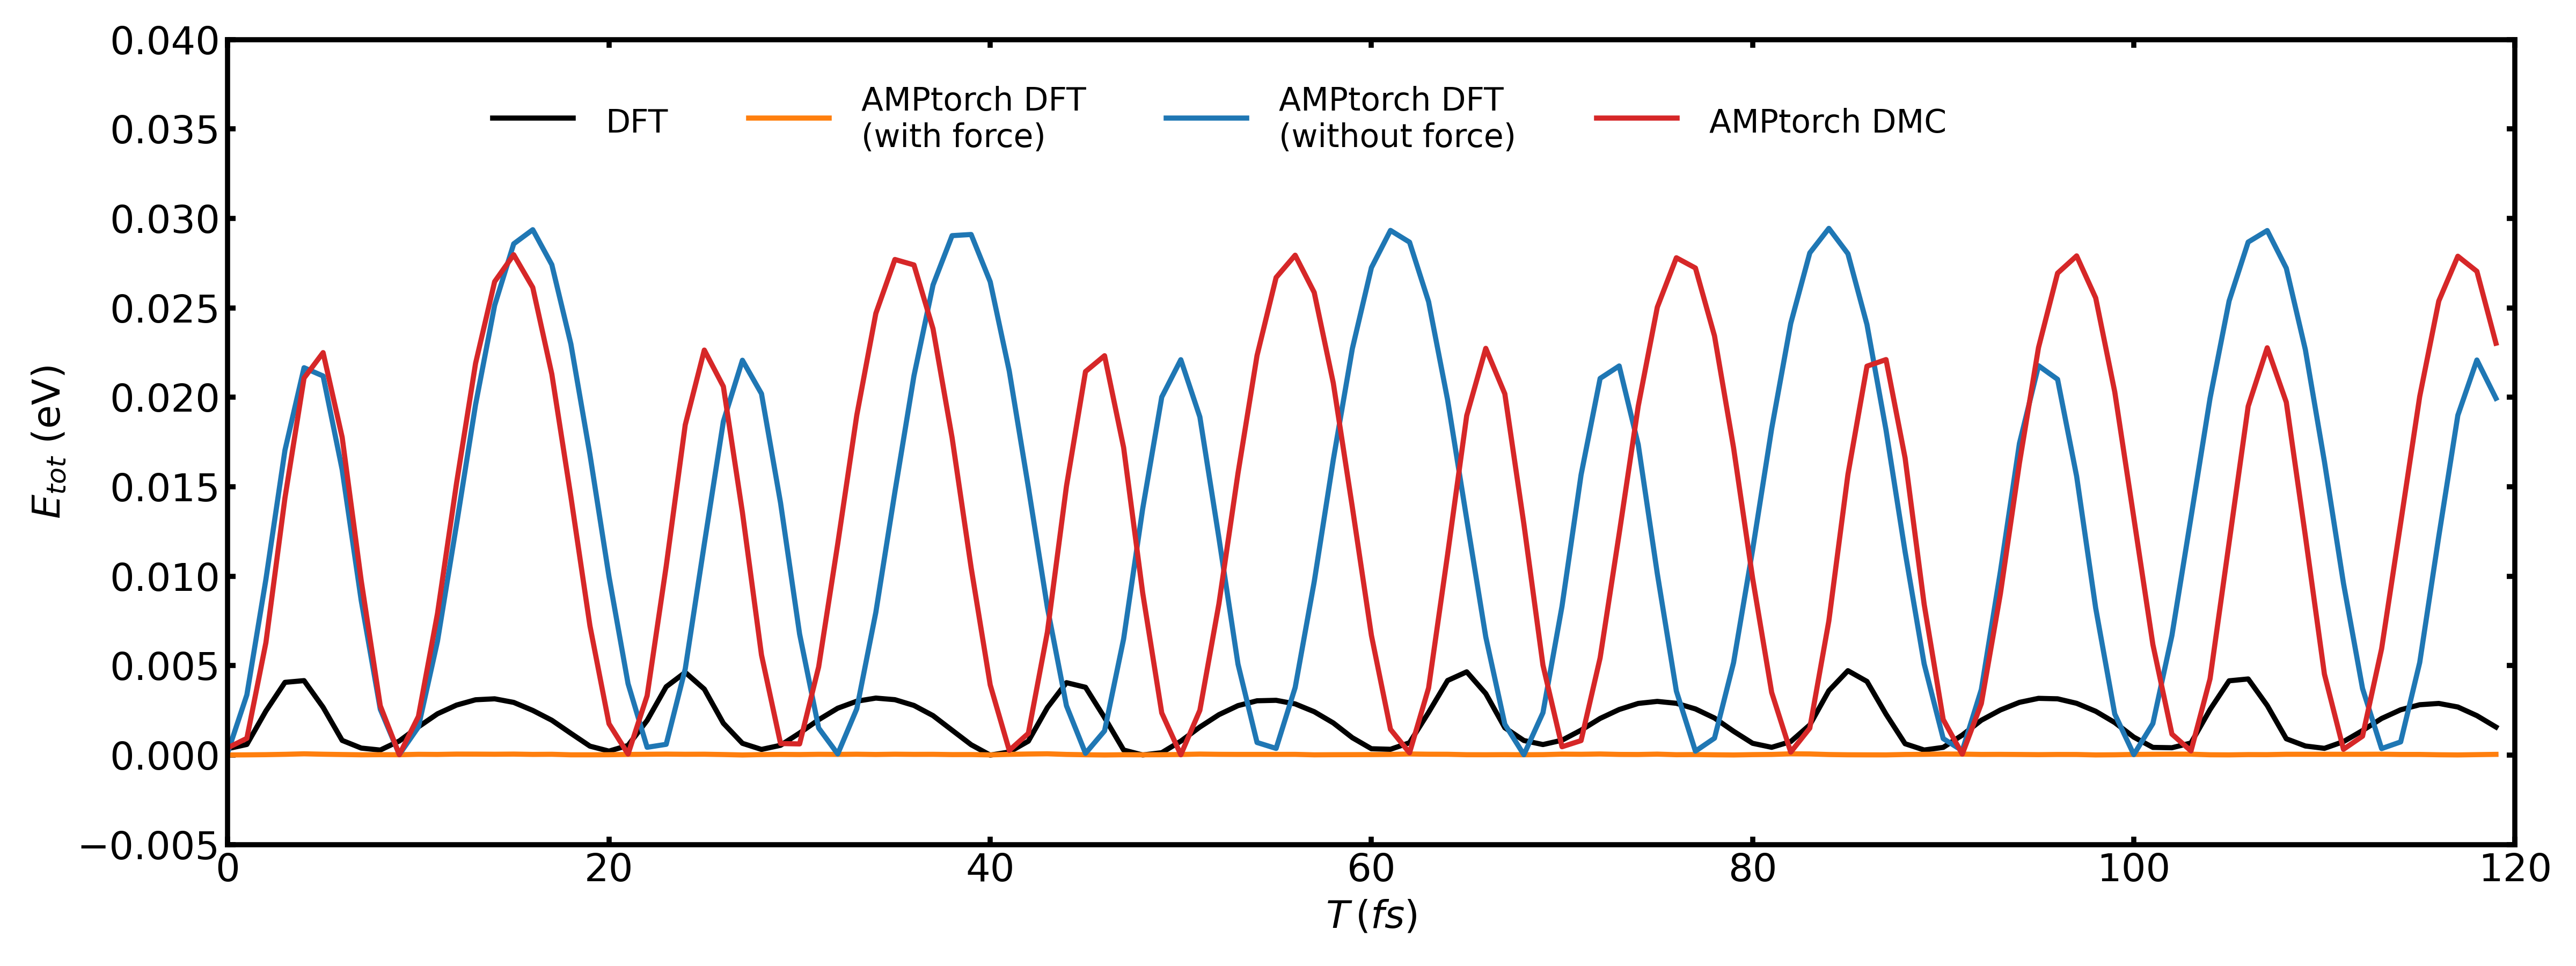 0.040
0.035
0.030
0.025
0.020
0.015
0.010
0.005
0.000
−0.005
E_tot (eV)
DFT
AMPtorch DFT
(with force)
AMPtorch DFT
(without force)
AMPtorch DMC
0 20 40 60 80 100 120
T (fs)